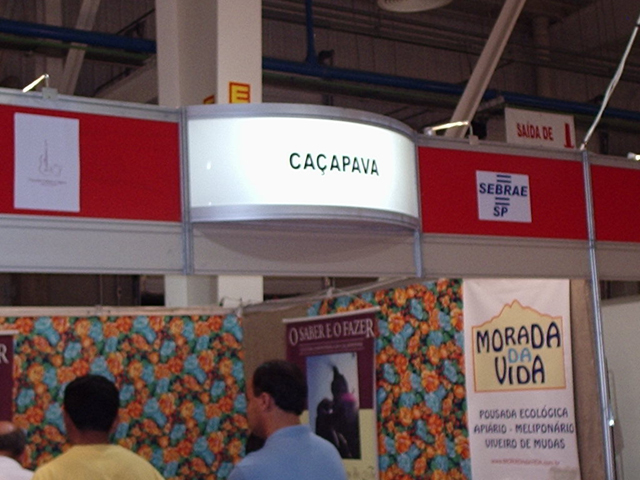 E
SAÍDA DE
CAÇAPAVA
SEBRAE
SP
O SABER E O FAZER
R
MORADA
DA
VIDA
POUSADA ECOLÓGICA
APIÁRIO - MELIPONÁRIO
VIVEIRO DE MUDAS